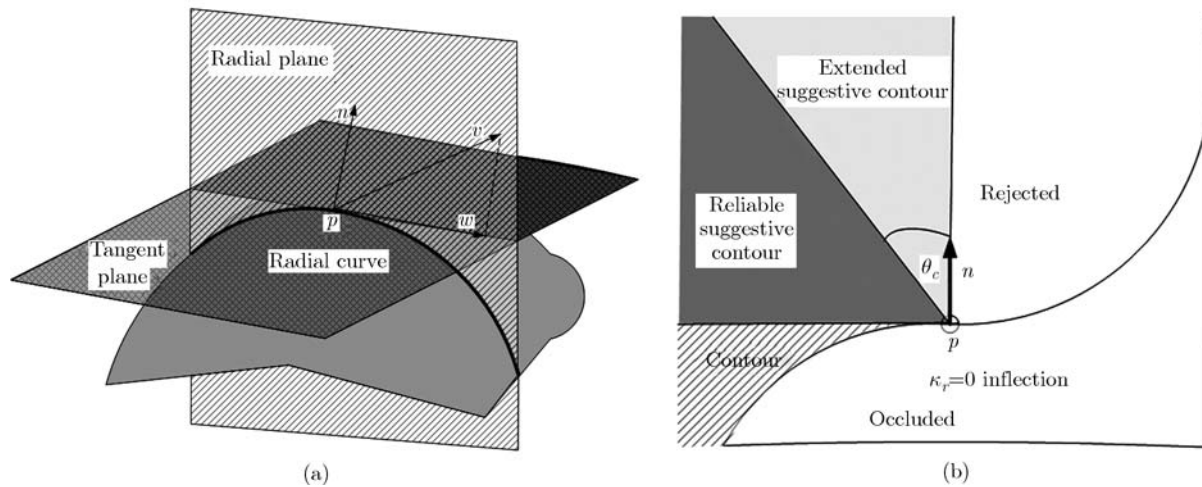 Radial plane
n
v
p
w
Tangent
plane
Radial curve
(a)
Extended
suggestive contour
Rejected
Reliable
suggestive
contour
θc
n
p
Contour
κr=0 inflection
Occluded
(b)